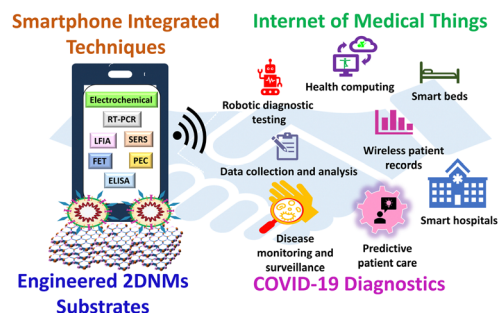 Smartphone Integrated
Techniques
Electrochemical
RT-PCR
LFIA
SERS
FET
PEC
ELISA
Engineered 2DNMs
Substrates
Internet of Medical Things
Robotic diagnostic
testing
Health computing
Smart beds
Data collection and analysis
Wireless patient
records
Disease
monitoring and
surveillance
Predictive
patient care
Smart hospitals
COVID-19 Diagnostics